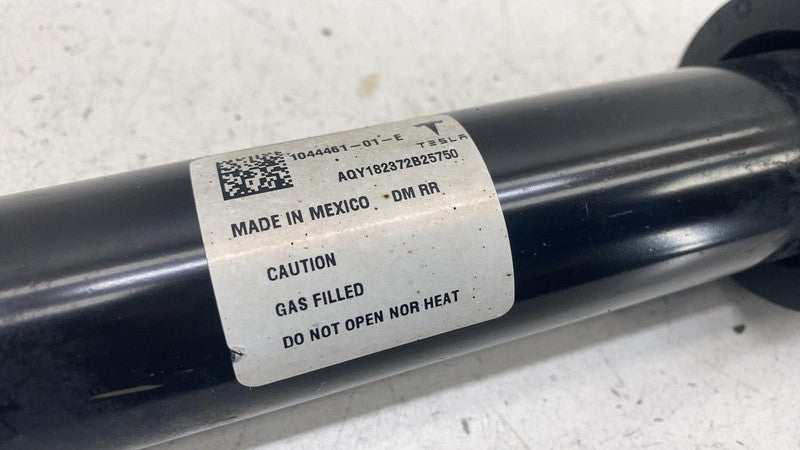 1044461-01-E
TESLA
AQY182372B25750
MADE IN MEXICO DM RR
CAUTION
GAS FILLED
DO NOT OPEN NOR HEAT